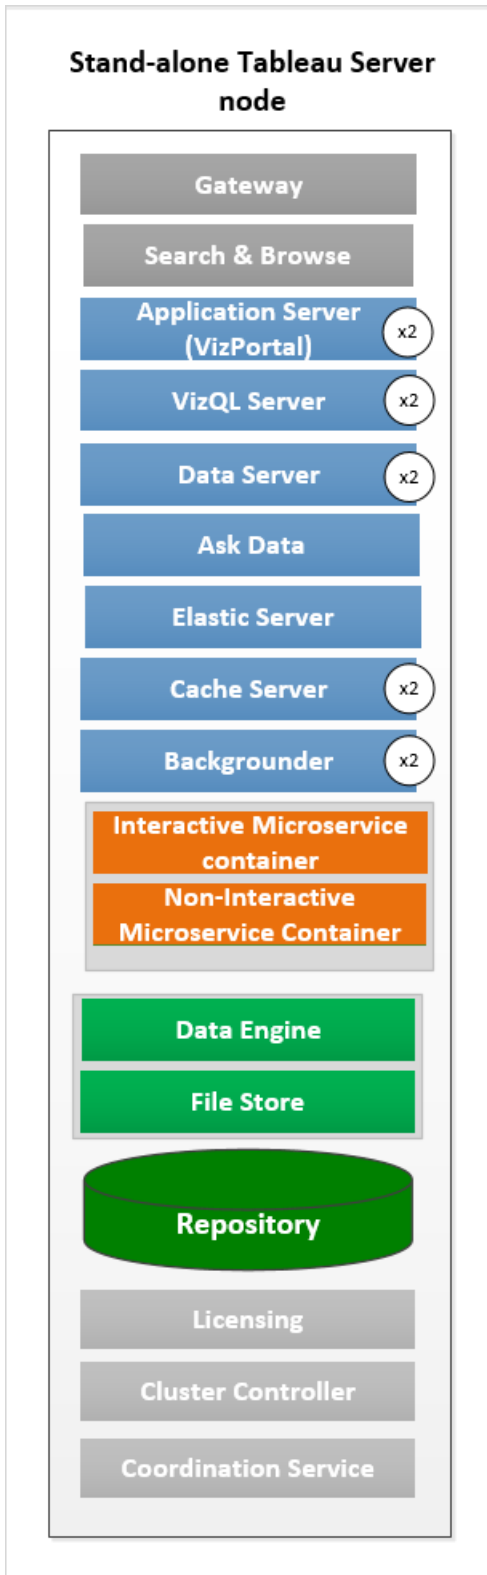 Stand-alone Tableau Server
node
Gateway
Search & Browse
Application Server
(VizPortal)
x2
VizQL Server
x2
Data Server
x2
Ask Data
Elastic Server
Cache Server
x2
Backgrounder
x2
Interactive Microservice
container
Non-Interactive
Microservice Container
Data Engine
File Store
Repository
Licensing
Cluster Controller
Coordination Service